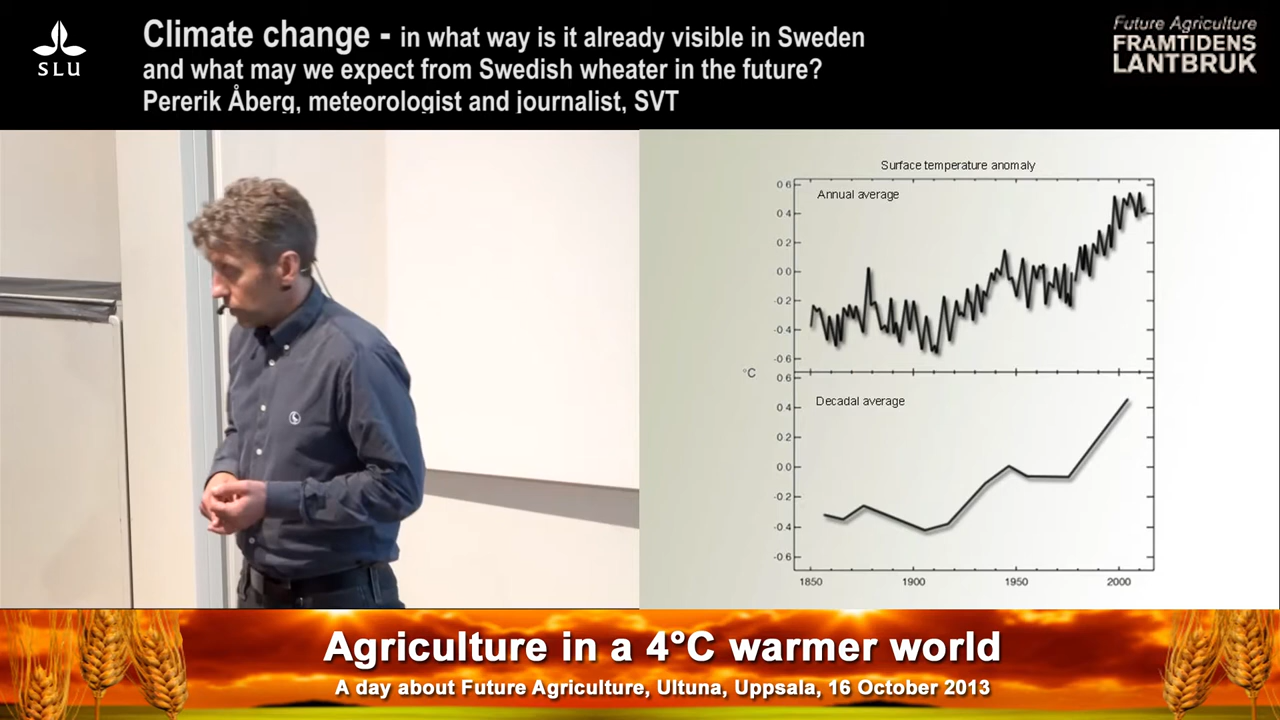 SLU
Climate change - in what way is it already visible in Sweden
and what may we expect from Swedish wheater in the future?
Pererik Åberg, meteorologist and journalist, SVT
Future Agriculture
FRAMTIDENS
LANTBRUK
Surface temperature anomaly
Annual average
0 6
0 4
0 2
0 0
-0 2
-0 4
-0 6
°C
Decadal average
0 6
0 4
0 2
0 0
-0 2
-0 4
-0 6
1850 1900 1950 2000
Agriculture in a 4°C warmer world
A day about Future Agriculture, Ultuna, Uppsala, 16 October 2013